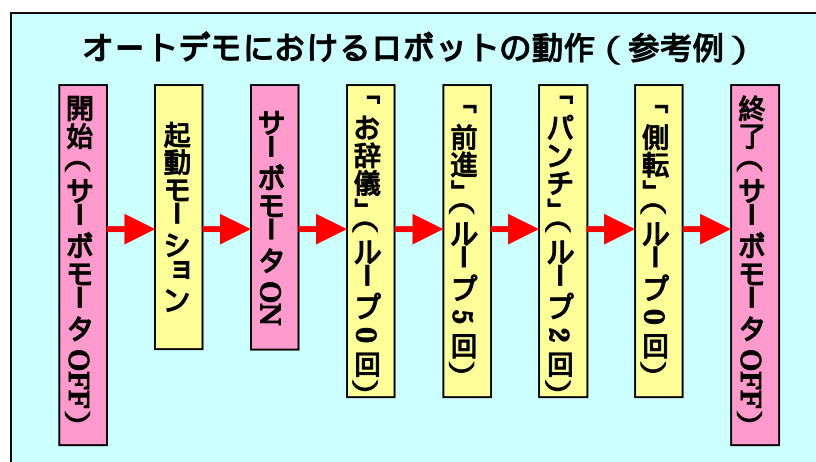 オートデモにおけるロボットの動作（参考例）
開始（サーボモータOFF）
起動モーション
サーボモータON
「お辞儀」（ループ0回）
「前進」（ループ5回）
「パンチ」（ループ2回）
「側転」（ループ0回）
終了（サーボモータOFF）